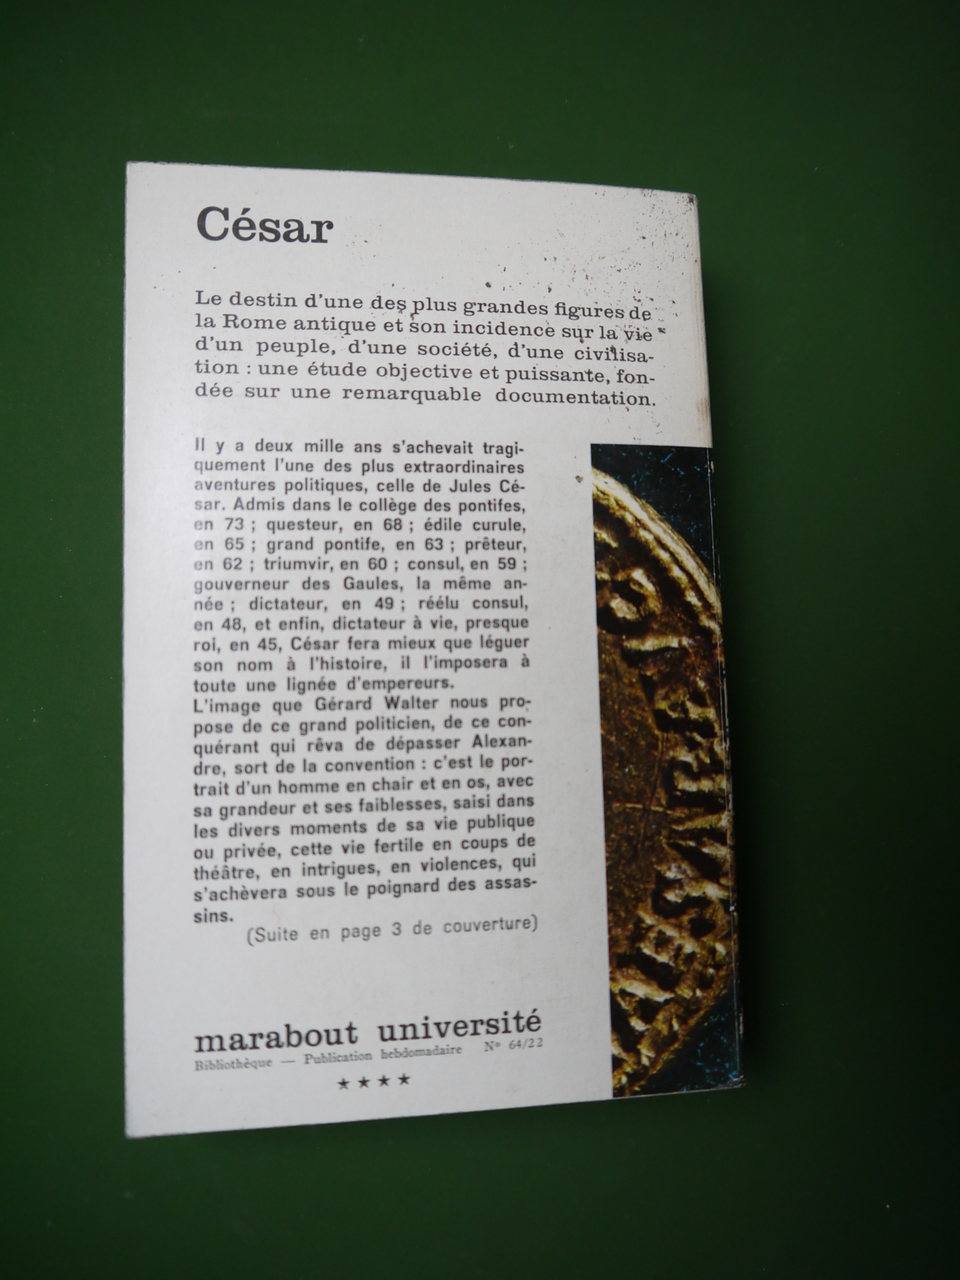 César
Le destin d'une des plus grandes figures de
la Rome antique et son incidence sur la vie
d'un peuple, d'une société, d'une civilisa-
tion : une étude objective et puissante, fon-
dée sur une remarquable documentation.
Il y a deux mille ans s'achevait tragi-
quement l'une des plus extraordinaires
aventures politiques, celle de Jules Cé-
sar. Admis dans le collège des pontifes,
en 73 ; questeur, en 68 ; édile curule,
en 65 ; grand pontife, en 63 ; prêteur,
en 62 ; triumvir, en 60 ; consul, en 59 ;
gouverneur des Gaules, la même an-
née ; dictateur, en 49 ; réélu consul,
en 48, et enfin, dictateur à vie, presque
roi, en 45, César fera mieux que léguer
son nom à l'histoire, il l'imposera à
toute une lignée d'empereurs.
L'image que Gérard Walter nous pro-
pose de ce grand politicien, de ce con-
quérant qui rêva de dépasser Alexan-
dre, sort de la convention : c'est le por-
trait d'un homme en chair et en os, avec
sa grandeur et ses faiblesses, saisi dans
les divers moments de sa vie publique
ou privée, cette vie fertile en coups de
théâtre, en intrigues, en violences, qui
s'achèvera sous le poignard des assas-
sins.
(Suite en page 3 de couverture)
marabout université
Bibliothèque — Publication hebdomadaire N° 64/22
★★★★